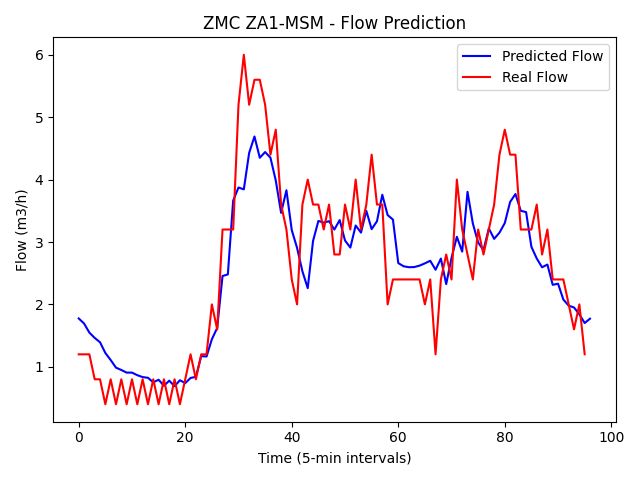 ZMC ZA1-MSM - Flow Prediction
Predicted Flow
Real Flow
Flow (m3/h)
6
5
4
3
2
1
0 20 40 60 80 100
Time (5-min intervals)